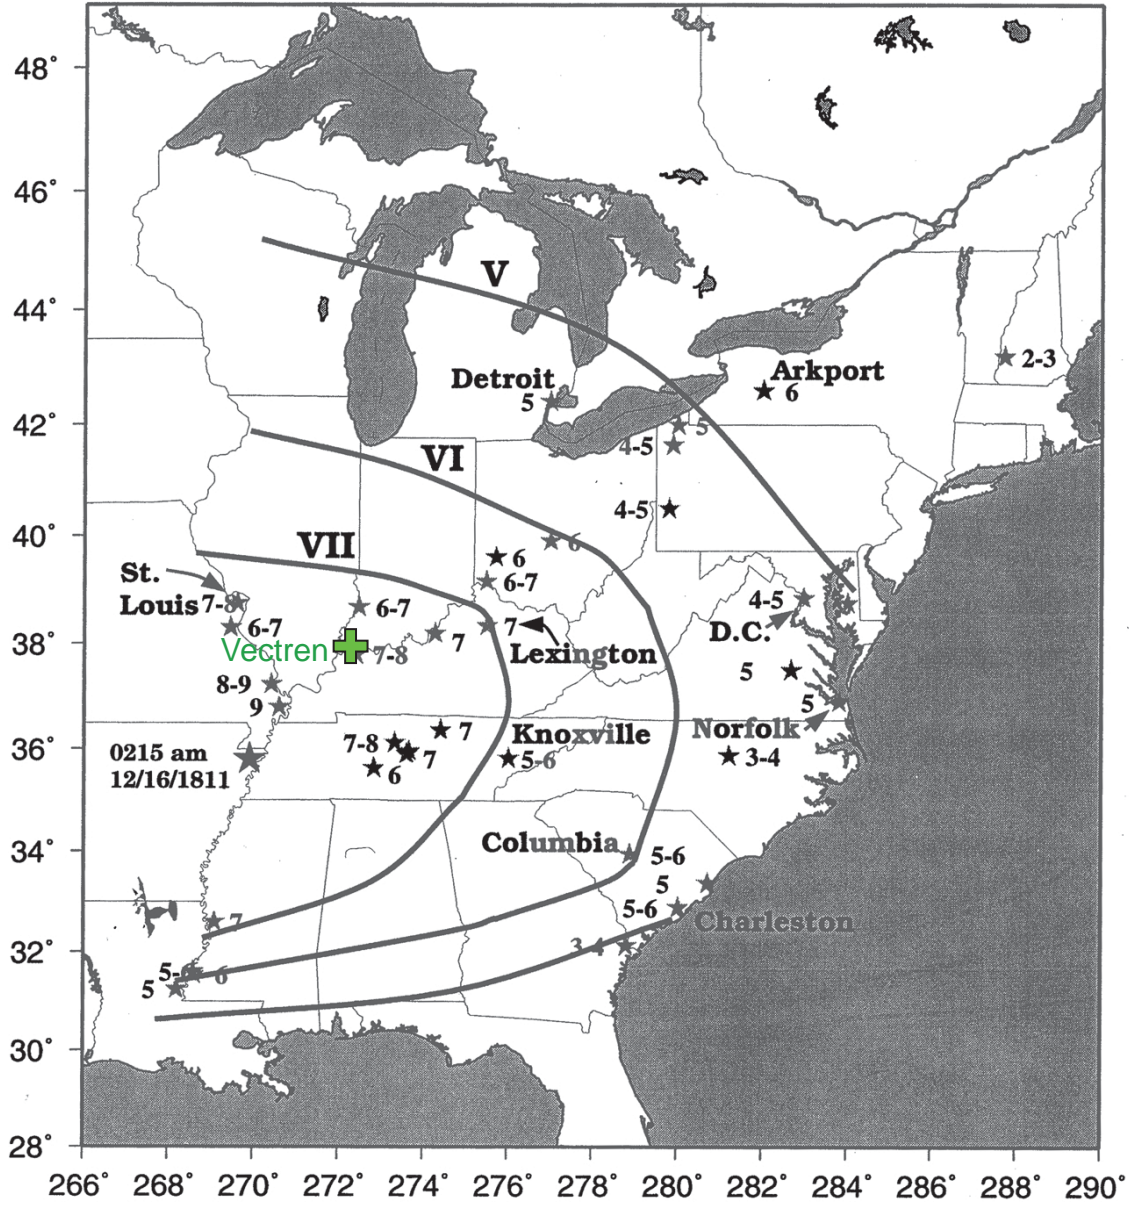 48°
46°
V
44°
2-3
Detroit
5
Arkport
6
42°
5
4-5
VI
4-5
40°
VII
6
6
St.
Louis
7-8
6-7
6-7
4-5
D.C.
6-7
7
7
Lexington
38°
Vectren
7-8
5
8-9
9
5
Norfolk
7
Knoxville
7-8
7
6
5-6
3-4
36°
0215 am
12/16/1811
34°
Columbia
5-6
5
5-6
Charleston
7
3-4
32°
5-6
6
5
30°
28°
266° 268° 270° 272° 274° 276° 278° 280° 282° 284° 286° 288° 290°